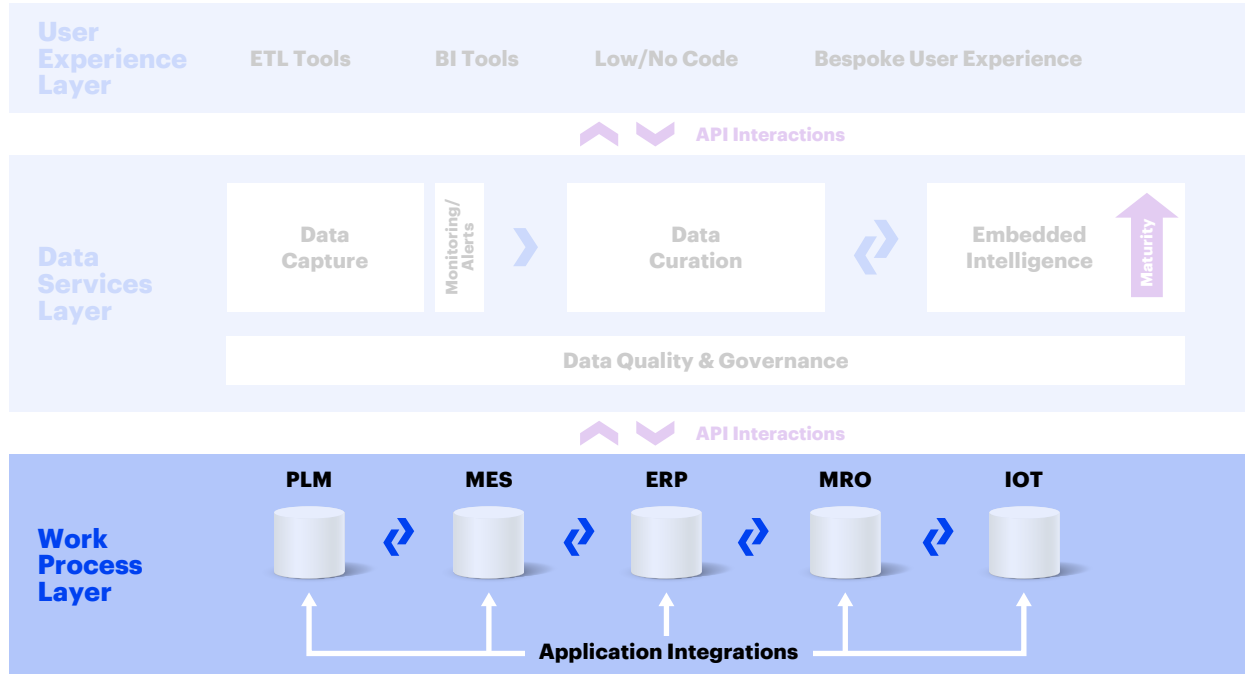 User
Experience
Layer
ETL Tools
BI Tools
Low/No Code
Bespoke User Experience
API Interactions
Data
Services
Layer
Data
Capture
Monitoring/
Alerts
Data
Curation
Embedded
Intelligence
Maturity
Data Quality & Governance
API Interactions
Work
Process
Layer
PLM
MES
ERP
MRO
IOT
Application Integrations